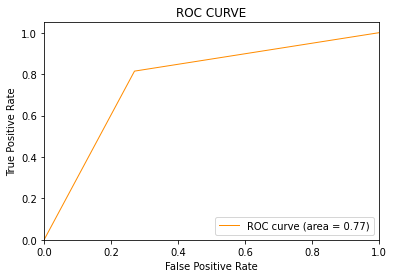 ROC CURVE
1.0
0.8
0.6
0.4
0.2
0.0
True Positive Rate
ROC curve (area = 0.77)
0.0 0.2 0.4 0.6 0.8 1.0
False Positive Rate